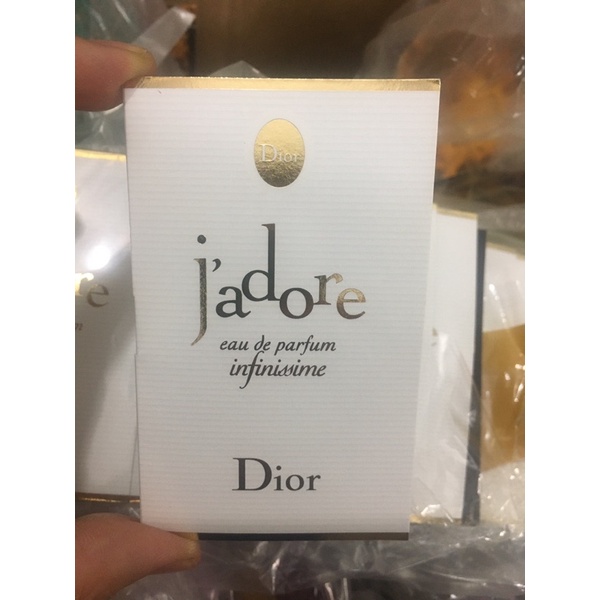 Dior
j'adore
eau de parfum
infinissime
Dior